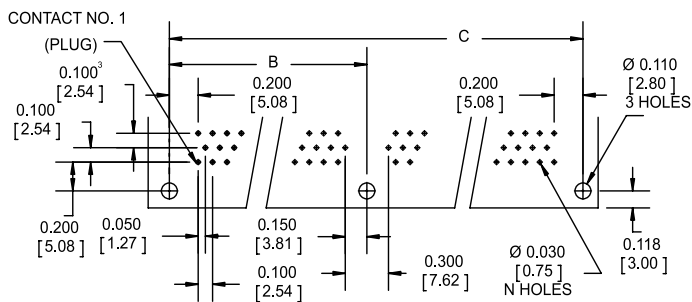 CONTACT NO. 1
(PLUG)
C
B
0.100³
[2.54]
0.200
[5.08]
0.200
[5.08]
Ø 0.110
[2.80]
3 HOLES
0.100
[2.54]
0.200
[5.08]
0.050
[1.27]
0.150
[3.81]
0.100
[2.54]
0.300
[7.62]
Ø 0.030
[0.75]
N HOLES
0.118
[3.00]